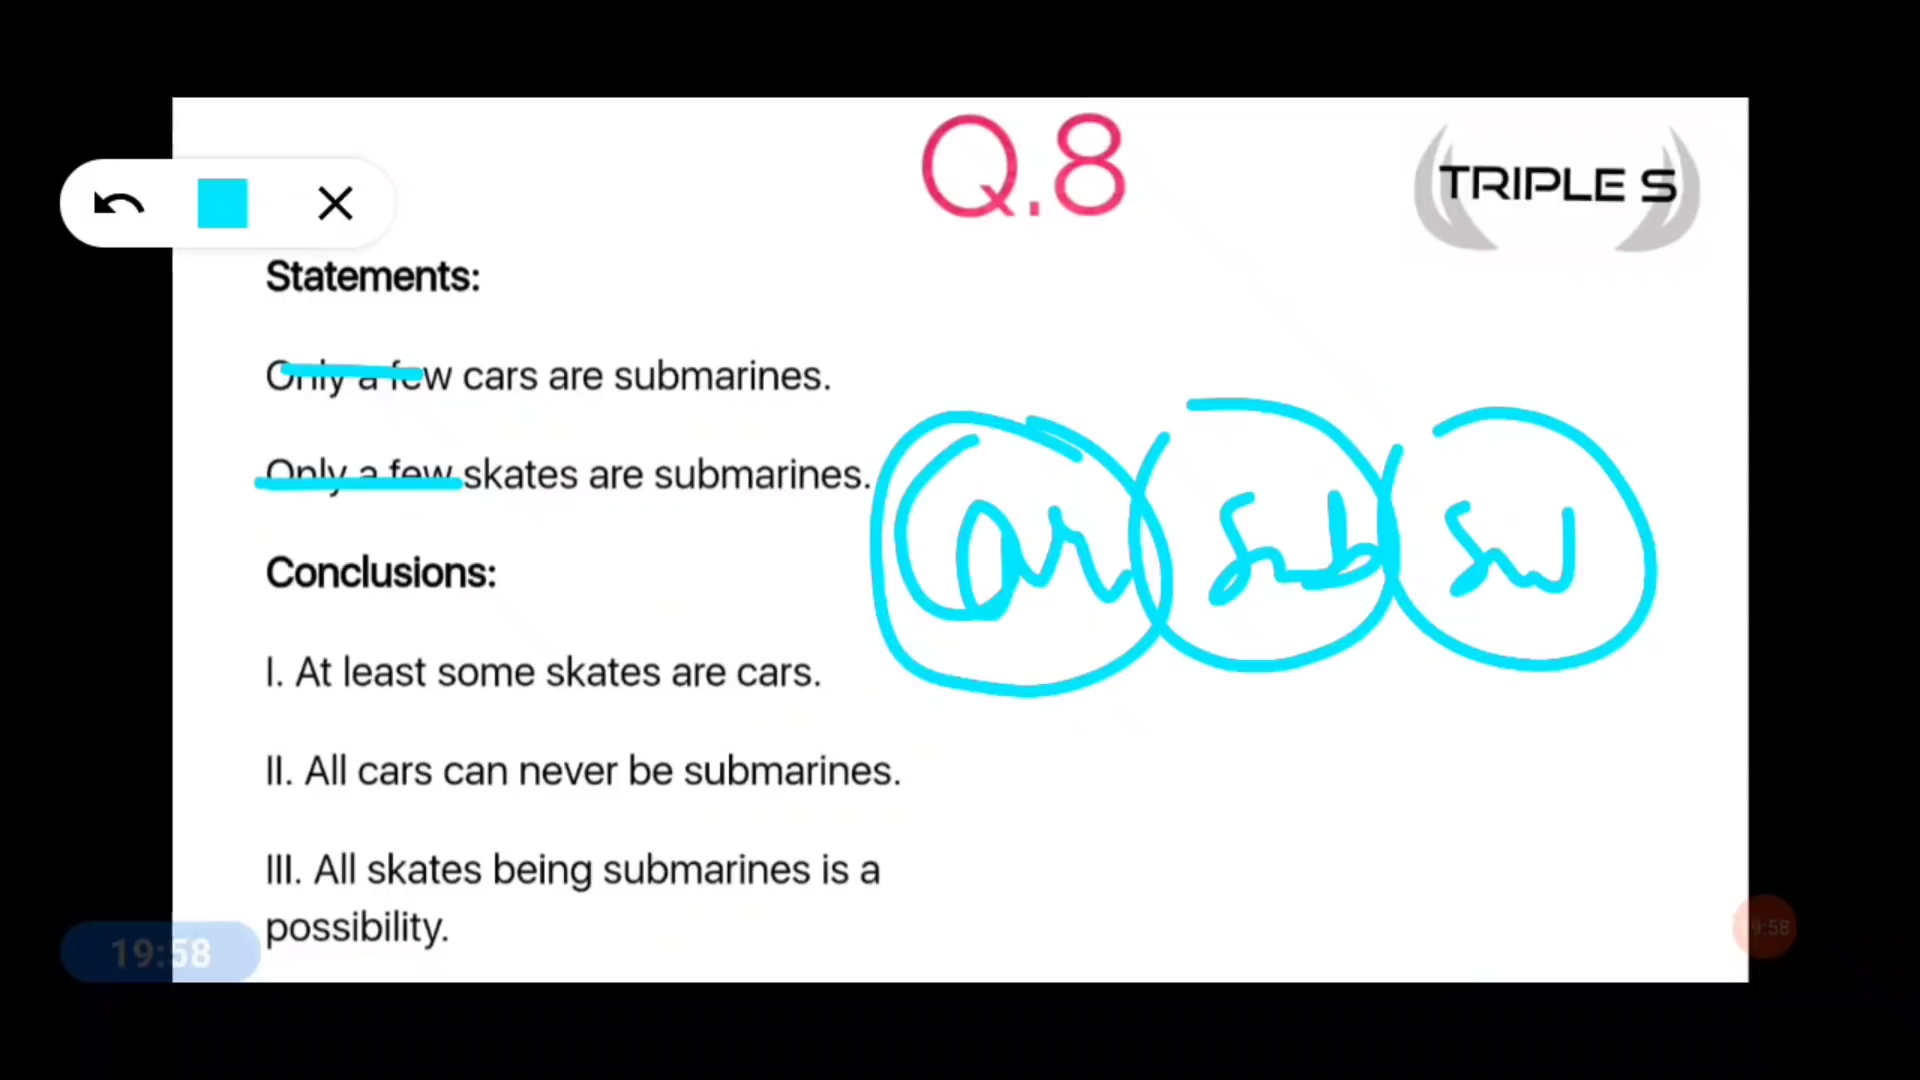 Q.8
TRIPLE S
Statements:
Only a few cars are submarines.
Only a few skates are submarines.
Car Sub
Conclusions:
I. At least some skates are cars.
II. All cars can never be submarines.
III. All skates being submarines is a
possibility.
19:58
9:58